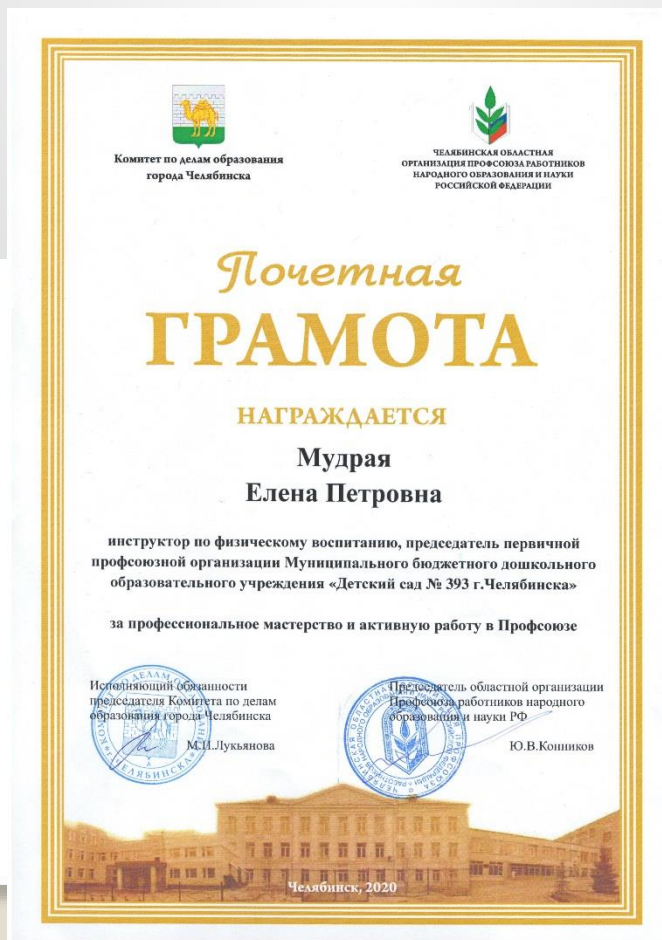 Комитет по делам образования
города Челябинска
ЧЕЛЯБИНСКАЯ ОБЛАСТНАЯ
ОРГАНИЗАЦИЯ ПРОФСОЮЗА РАБОТНИКОВ
НАРОДНОГО ОБРАЗОВАНИЯ И НАУКИ
РОССИЙСКОЙ ФЕДЕРАЦИИ
Почетная
ГРАМОТА
НАГРАЖДАЕТСЯ
Мудрая
Елена Петровна
инструктор по физическому воспитанию, председатель первичной
профсоюзной организации Муниципального бюджетного дошкольного
образовательного учреждения «Детский сад № 393 г.Челябинска»
за профессиональное мастерство и активную работу в Профсоюзе
Исполняющий обязанности
председателя Комитета по делам
образования города Челябинска
М.И.Лукьянова
Председатель областной организации
Профсоюза работников народного
образования и науки РФ
Ю.В.Конников
Челябинск, 2020